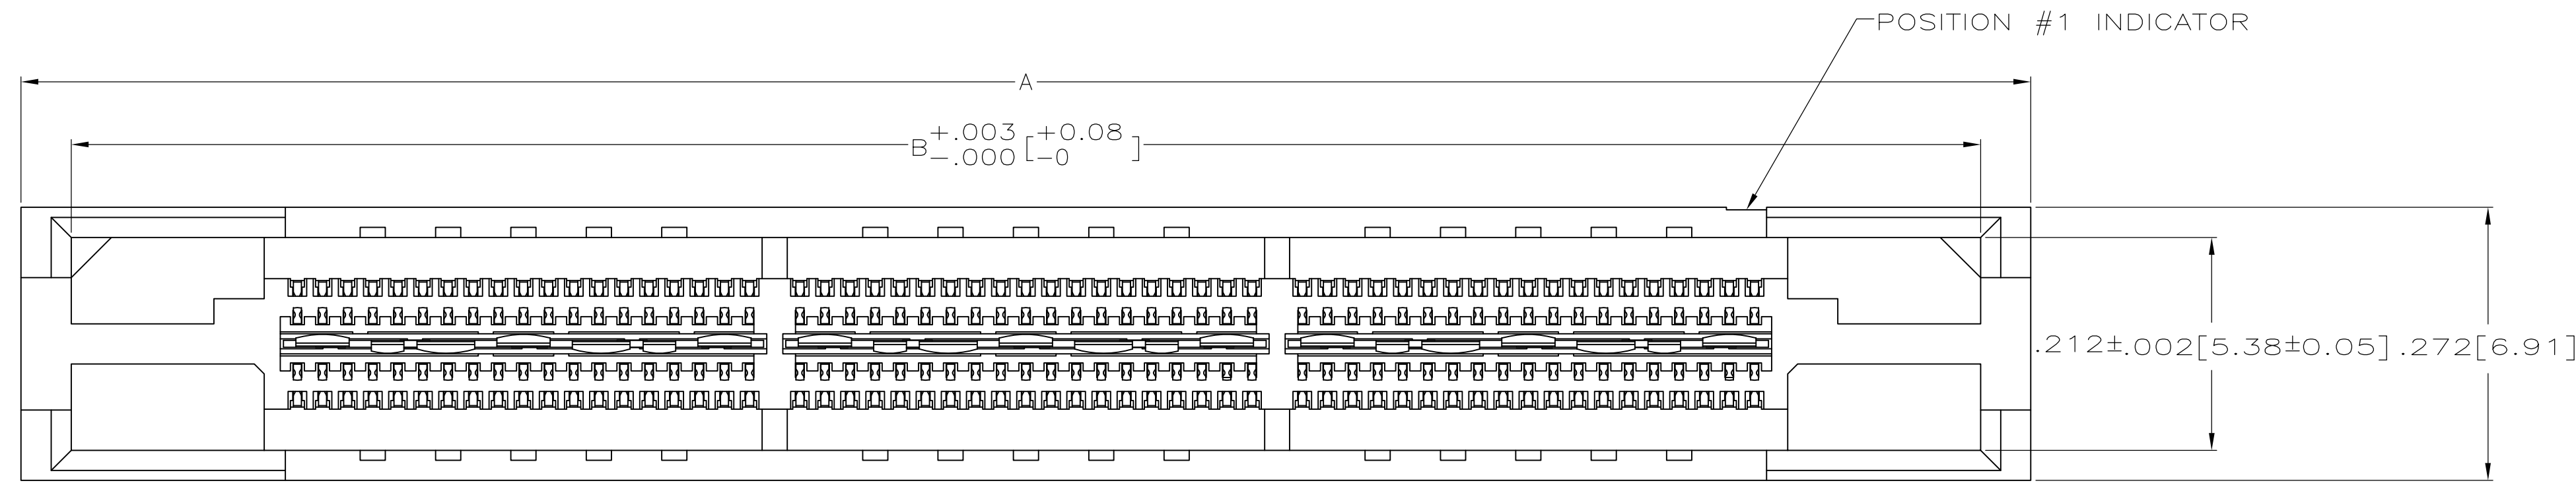 POSITION #1 INDICATOR
A
B +.003 [+0.08]
-.000 [-0]
.212±.002[5.38±0.05] .272[6.91]